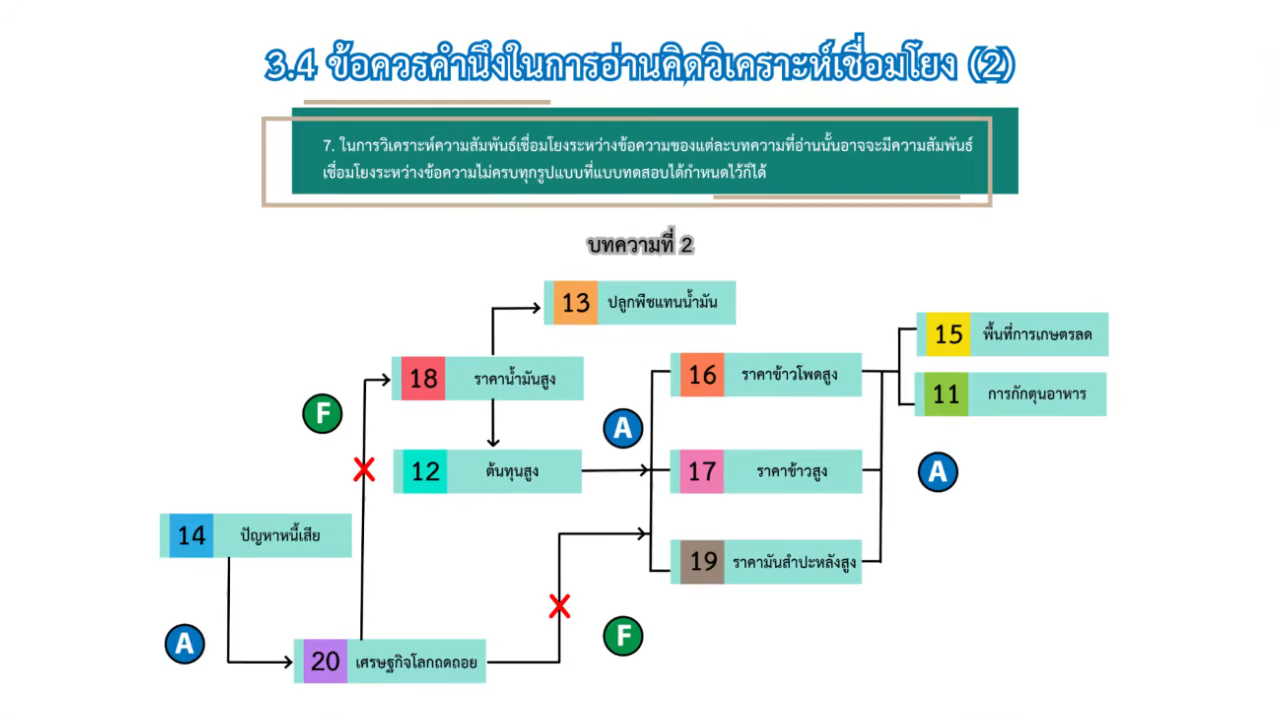 3.4 ข้อควรคำนึงในการอ่านคิดวิเคราะห์เชื่อมโยง (2)
7. ในการวิเคราะห์ความสัมพันธ์เชื่อมโยงระหว่างข้อความของแต่ละบทความที่อ่านนั้นอาจจะมีความสัมพันธ์
เชื่อมโยงระหว่างข้อความไม่ครบทุกรูปแบบที่แบบทดสอบได้กำหนดไว้ก็ได้
บทความที่ 2
13 ปลูกพืชแทนน้ำมัน
15 พื้นที่การเกษตรลด
18 ราคาน้ำมันสูง
16 ราคาข้าวโพดสูง
11 การกักตุนอาหาร
F
A
12 ต้นทุนสูง
17 ราคาข้าวสูง
A
14 ปัญหาหนี้เสีย
19 ราคามันสำปะหลังสูง
A
F
20 เศรษฐกิจโลกถดถอย